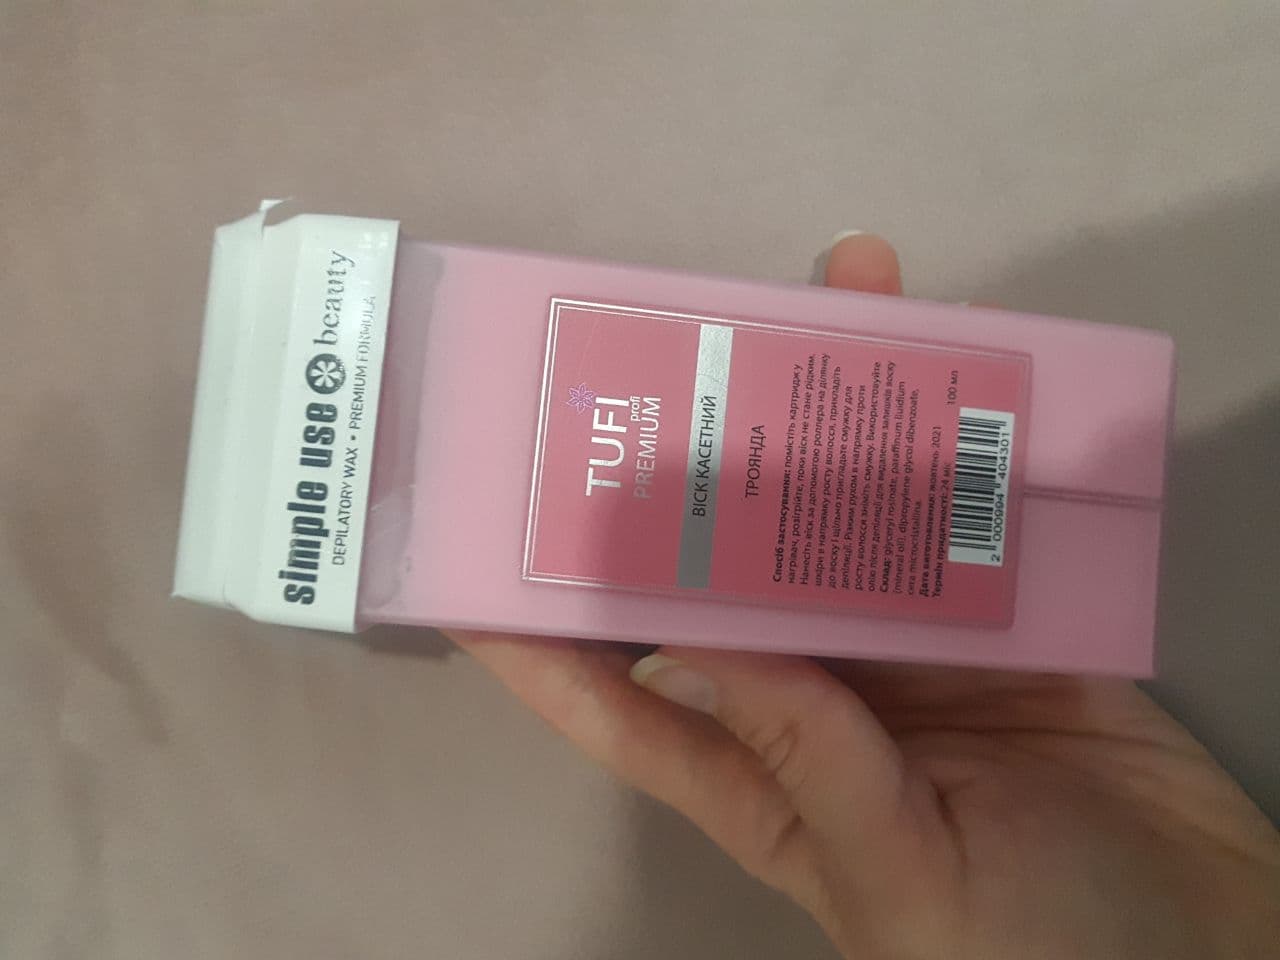 simple use beauty
DEPILATORY WAX • PREMIUM FORMULA
TUFI
profi
PREMIUM
ВІСК КАСЕТНИЙ
ТРОЯНДА
Спосіб застосування: помістіть картридж у
нагрівач, розігрійте, поки віск не стане рідким.
Нанесіть віск за допомогою роллера на ділянку
шкіри в напрямку росту волосся, прикладіть
до воску і щільно пригладьте смужку для
депіляції. Різким рухом в напрямку проти
росту волосся зніміть смужку. Використовуйте
олію після депіляції для видалення залишків воску
Склад: glyceryl rosinate, paraffinum liuidium
(mineral oil), dipropylene glycol dibenzoate,
cera microcristallina.
Дата виготовлення: жовтень 2021
Термін придатності: 24 міс
100 мл
2 000994 404301